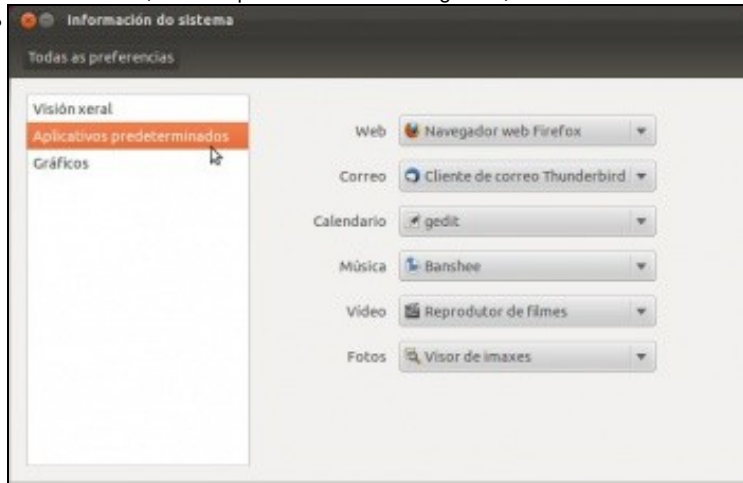 Información do sistema
Todas as preferencias
Visión xeral
Aplicativos predeterminados
Gráficos
Web Navegador web Firefox
Correo Cliente de correo Thunderbird
Calendario gedit
Música Banshee
Vídeo Reprodutor de filmes
Fotos Visor de imaxes